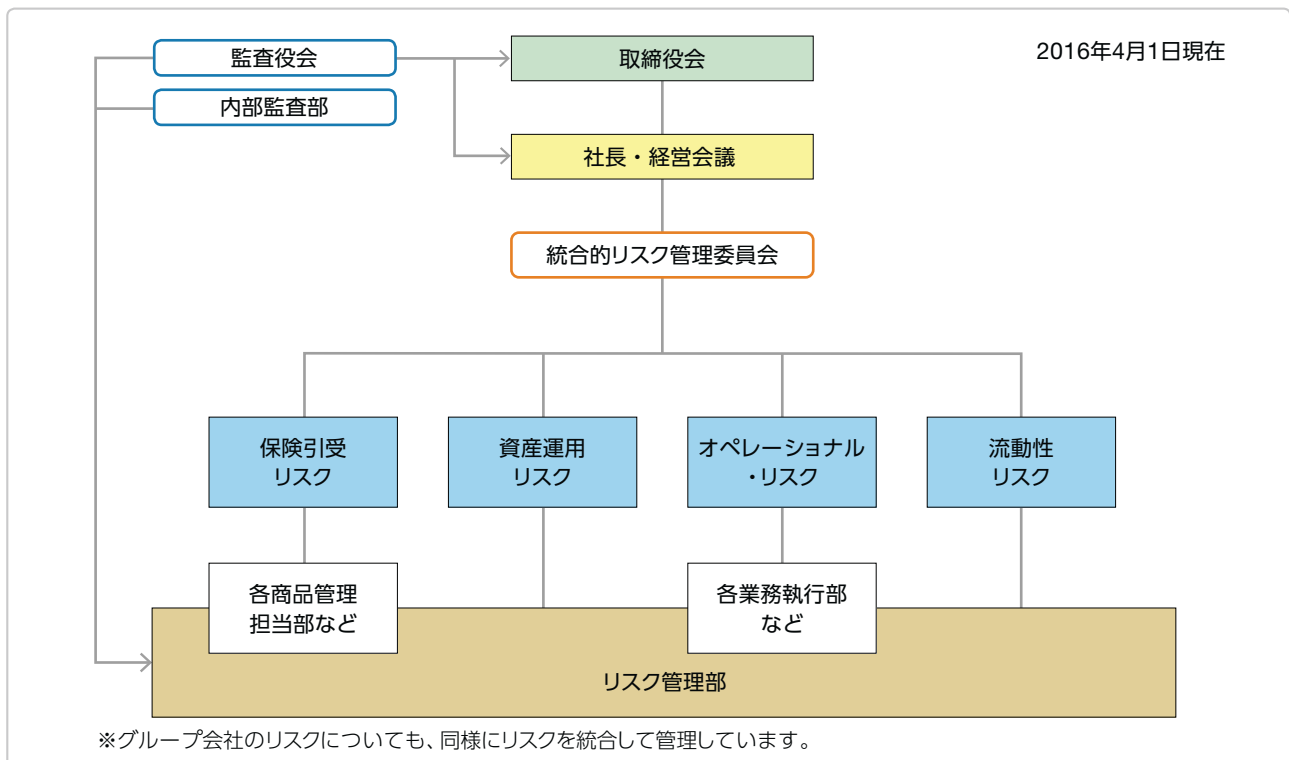 監査役会
取締役会
2016年4月1日現在
内部監査部
社長・経営会議
統合的リスク管理委員会
保険引受
リスク
資産運用
リスク
オペレーショナル
・リスク
流動性
リスク
各商品管理
担当部など
各業務執行部
など
リスク管理部
※グループ会社のリスクについても、同様にリスクを統合して管理しています。